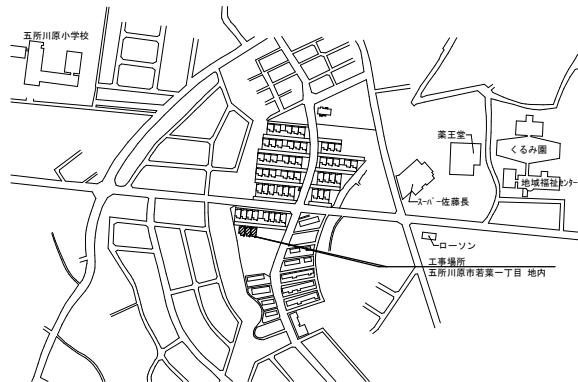 五所川原小学校
薬王堂
くるみ園
地域福祉センター
スーパー佐藤長
ローソン
工事場所
五所川原市若葉一丁目 地内